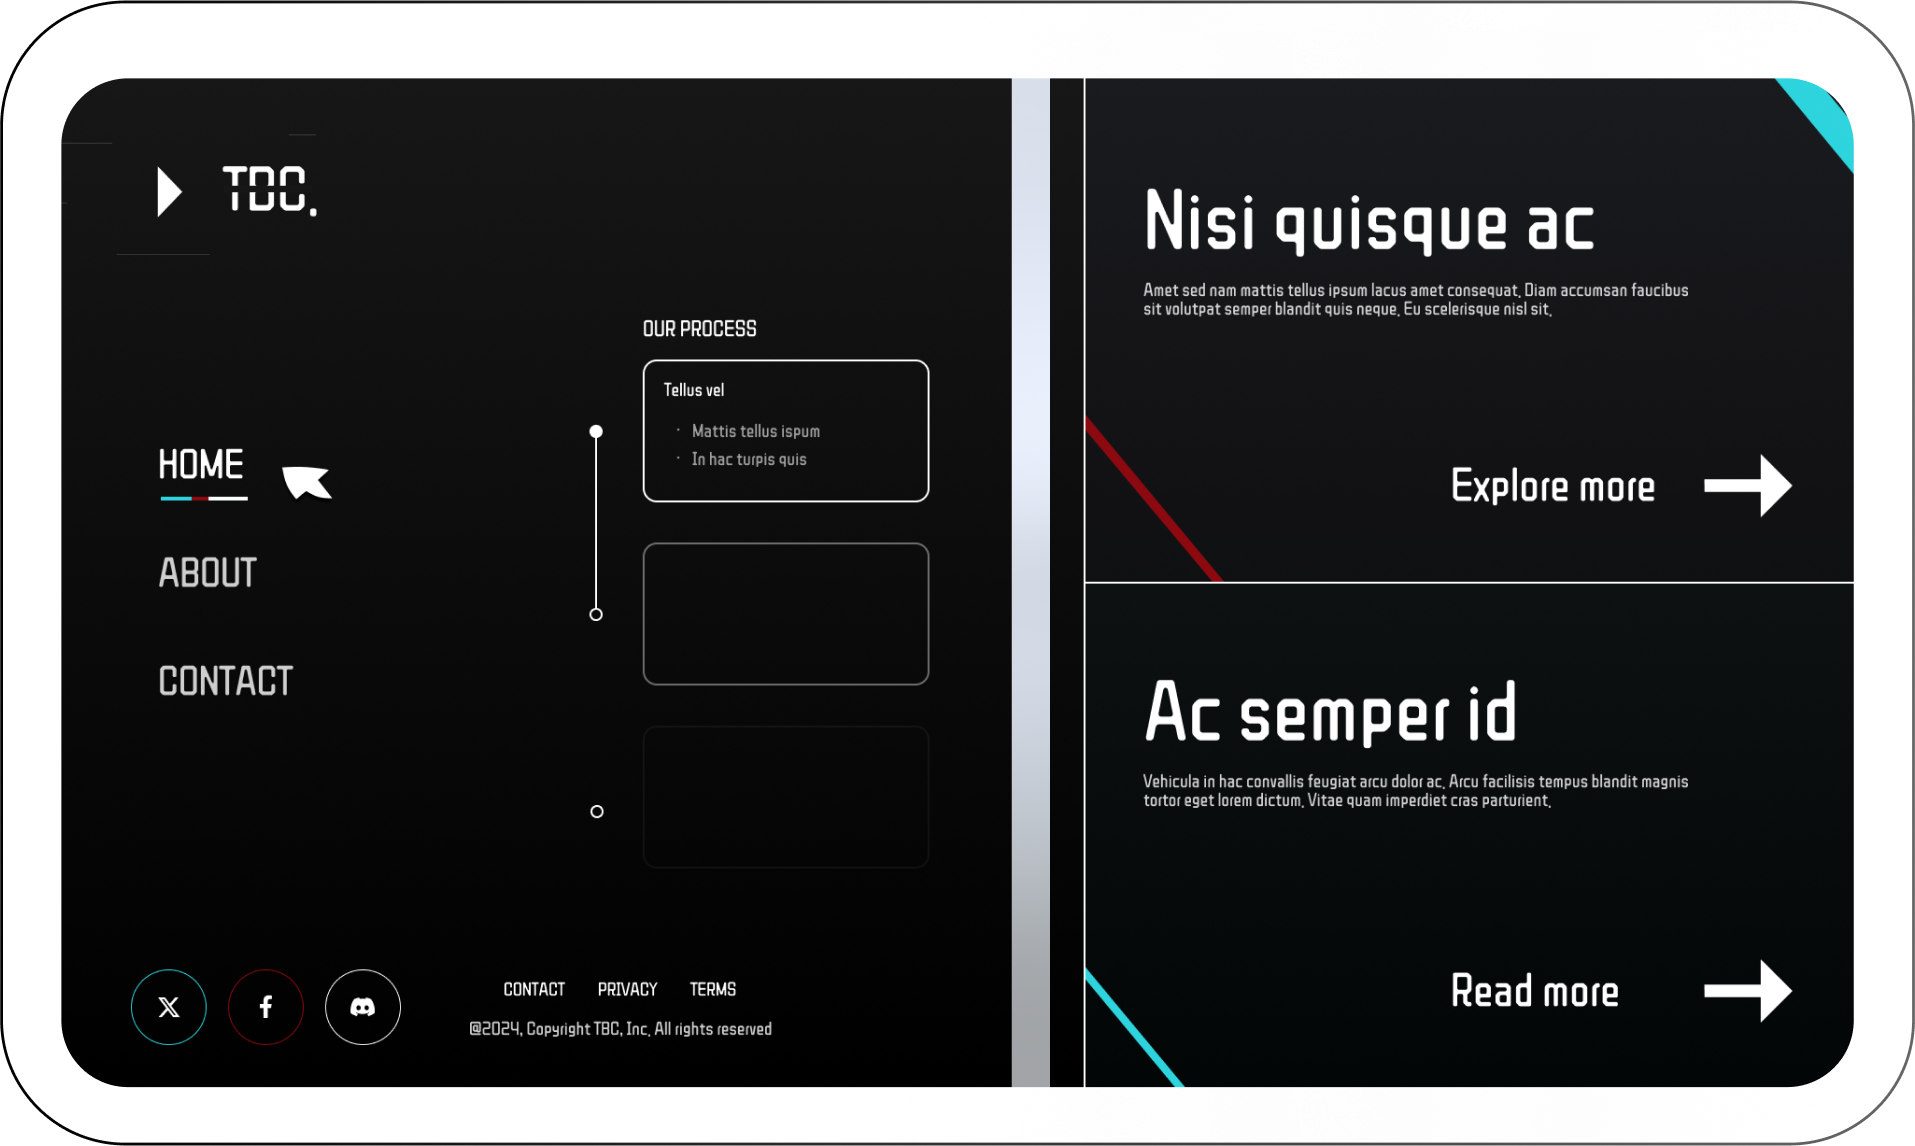 TBC.
HOME
ABOUT
CONTACT
OUR PROCESS
Tellus vel
· Mattis tellus ispum
· In hac turpis quis
CONTACT PRIVACY TERMS
@2024, Copyright TBC, Inc. All rights reserved
Nisi quisque ac
Amet sed nam mattis tellus ipsum lacus amet consequat. Diam accumsan faucibus
sit volutpat semper blandit quis neque. Eu scelerisque nisl sit.
Explore more
Ac semper id
Vehicula in hac convallis feugiat arcu dolor ac. Arcu facilisis tempus blandit magnis
tortor eget lorem dictum. Vitae quam imperdiet cras parturient.
Read more